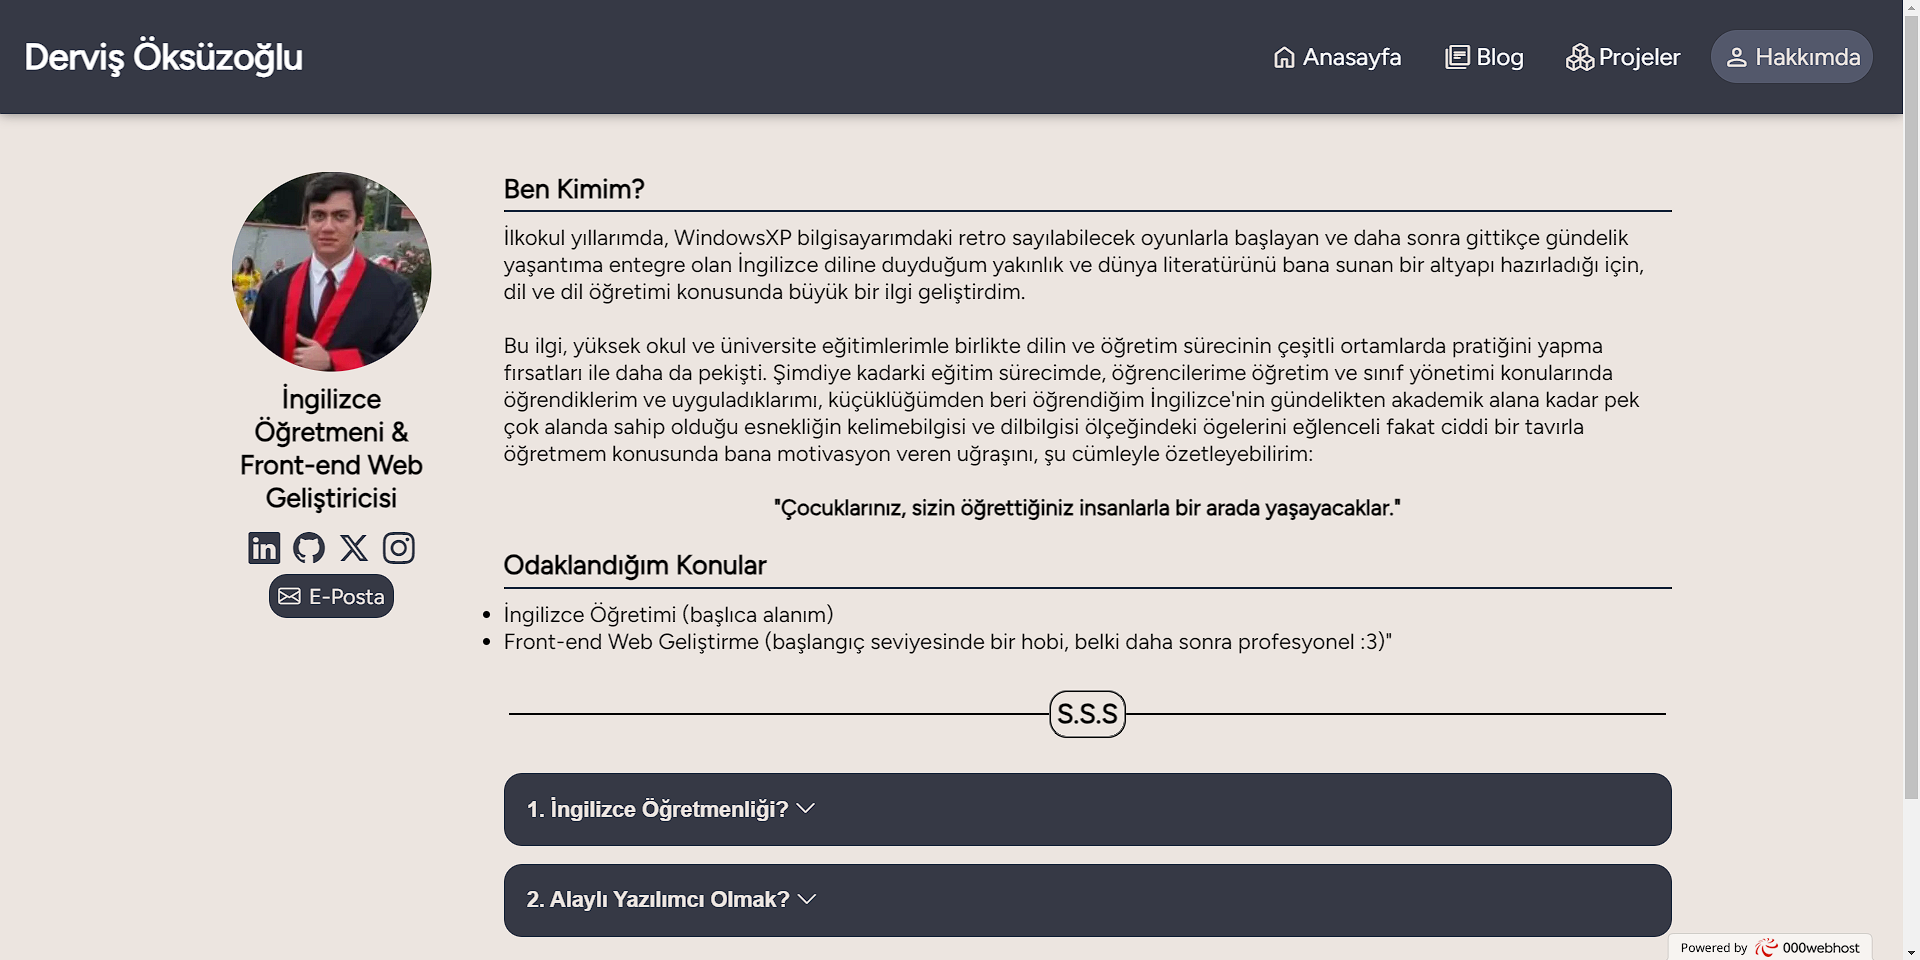 Derviş Öksüzoğlu
Anasayfa
Blog
Projeler
Hakkımda
İngilizce
Öğretmeni &
Front-end Web
Geliştiricisi
E-Posta
Ben Kimim?
İlkokul yıllarımda, WindowsXP bilgisayarımdaki retro sayılabilecek oyunlarla başlayan ve daha sonra gittikçe gündelik
yaşantıma entegre olan İngilizce diline duyduğum yakınlık ve dünya literatürünü bana sunan bir altyapı hazırladığı için,
dil ve dil öğretimi konusunda büyük bir ilgi geliştirdim.
Bu ilgi, yüksek okul ve üniversite eğitimlerimle birlikte dilin ve öğretim sürecinin çeşitli ortamlarda pratiğini yapma
fırsatları ile daha da pekişti. Şimdiye kadarki eğitim sürecimde, öğrencilerime öğretim ve sınıf yönetimi konularında
öğrendiklerim ve uyguladıklarımı, küçüklüğümden beri öğrendiğim İngilizce'nin gündelikten akademik alana kadar pek
çok alanda sahip olduğu esnekliğin kelimebilgisi ve dilbilgisi ölçeğindeki ögelerini eğlenceli fakat ciddi bir tavırla
öğretmem konusunda bana motivasyon veren uğraşını, şu cümleyle özetleyebilirim:
"Çocuklarınız, sizin öğrettiğiniz insanlarla bir arada yaşayacaklar."
Odaklandığım Konular
İngilizce Öğretimi (başlıca alanım)
Front-end Web Geliştirme (başlangıç seviyesinde bir hobi, belki daha sonra profesyonel :3)"
S.S.S
1. İngilizce Öğretmenliği?
2. Alaylı Yazılımcı Olmak?
Powered by 000webhost